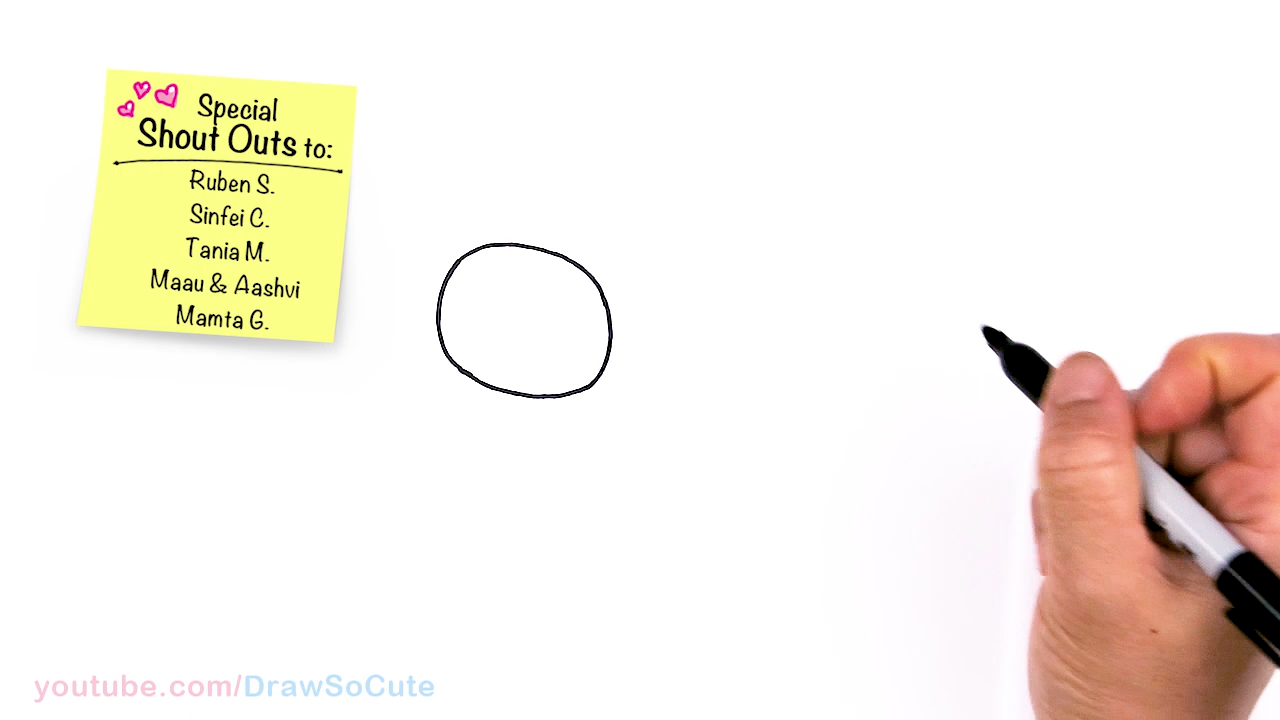 Special
Shout Outs to:
Ruben S.
Sinfei C.
Tania M.
Maau & Aashvi
Mamta G.
youtube.com/DrawSoCute